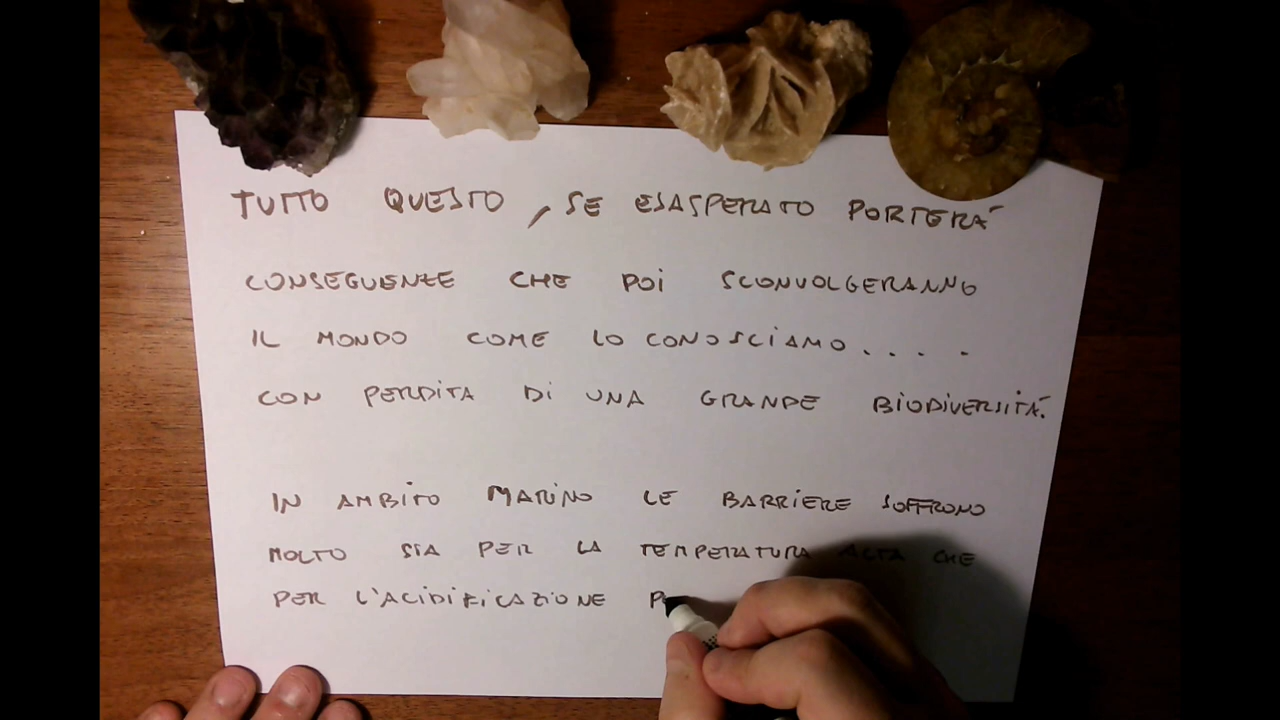 TUTTO QUESTO, SE ESASPERATO PORTERÀ
CONSEGUENZE CHE POI SCONVOLGERANNO
IL MONDO COME LO CONOSCIAMO.....
CON PERDITA DI UNA GRANDE BIODIVERSITÀ.
IN AMBITO MARINO LE BARRIERE SOFFRONO
MOLTO SIA PER LA TEMPERATURA ALTA CHE
PER L'ACIDIFICAZIONE